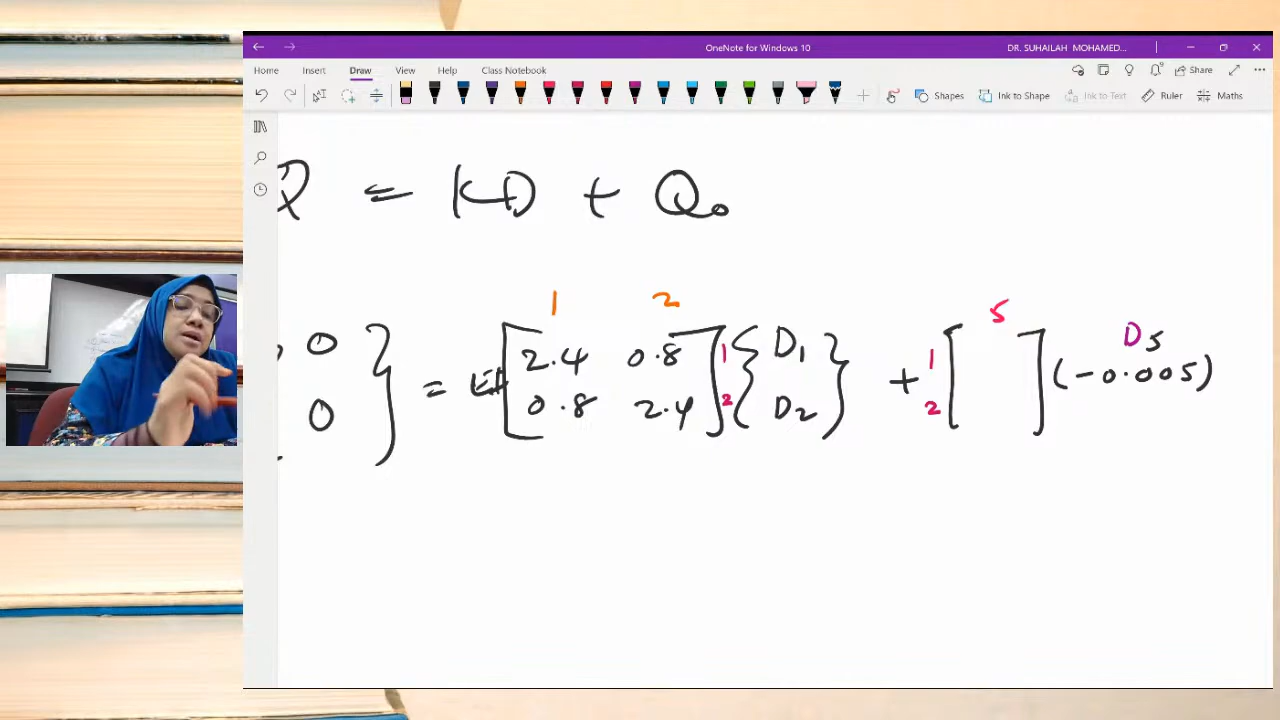 OneNote for Windows 10
DR. SUHAILAH MOHAMED...
Home Insert Draw View Help Class Notebook
Share
Shapes Ink to Shape Ink to Text Ruler Maths
Q = KD + Q₀
1 2 5
0 2.4 0.8 1 D₁ 1 D5
= + (-0.005)
0 0.8 2.4 2 D₂ 2